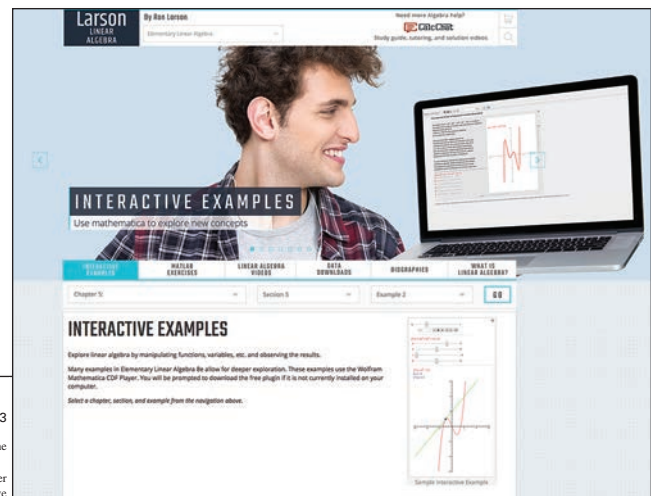 Larson
LINEAR
ALGEBRA
By Ron Larson
Elementary Linear Algebra
Need more Algebra Help?
CalcChat
Study guide, tutoring, and solution videos
INTERACTIVE EXAMPLES
Use mathematica to explore new concepts
INTERACTIVE
EXAMPLES
MATLAB
EXERCISES
LINEAR ALGEBRA
VIDEOS
DATA
DOWNLOADS
BIOGRAPHIES
WHAT IS
LINEAR ALGEBRA?
Chapter 5:
Section 5
Example 2
GO
INTERACTIVE EXAMPLES
Explore linear algebra by manipulating functions, variables, etc. and observing the results.
Many examples in Elementary Linear Algebra 8e allow for deeper exploration. These examples use the Wolfram
Mathematica CDF Player. You will be prompted to download the free plugin if it is not currently installed on your
computer.
Select a chapter, section, and example from the navigation above.
Sample Interactive Example
3